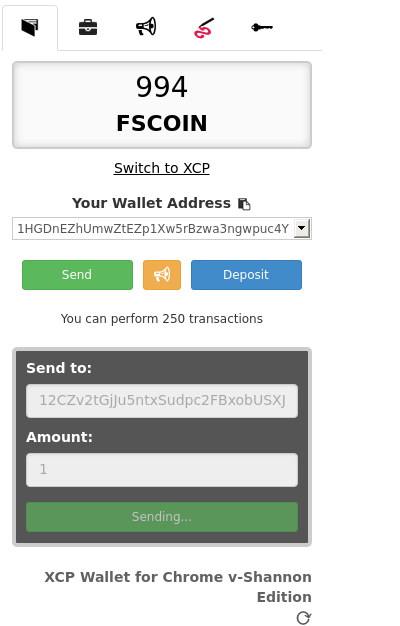 994
FSCOIN
Switch to XCP
Your Wallet Address
1HGDnEZhUmwZtEZp1Xw5rBzwa3ngwpuc4Y
Send
Deposit
You can perform 250 transactions
Send to:
12CZv2tGjJu5ntxSudpc2FBxobUSXJ
Amount:
1
Sending...
XCP Wallet for Chrome v-Shannon
Edition